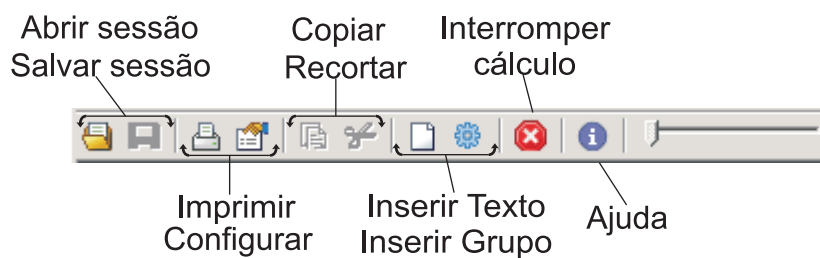 Abrir sessão
Salvar sessão
Copiar
Recortar
Interromper
cálculo
Imprimir
Configurar
Inserir Texto
Inserir Grupo
Ajuda